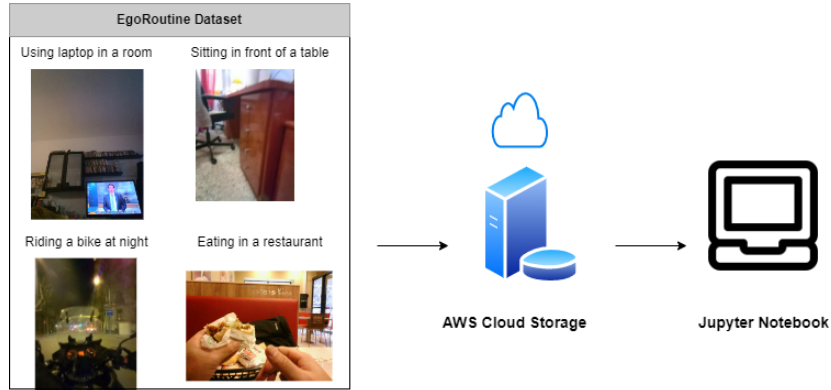 EgoRoutine Dataset
Using laptop in a room
Sitting in front of a table
Riding a bike at night
Eating in a restaurant
AWS Cloud Storage
Jupyter Notebook